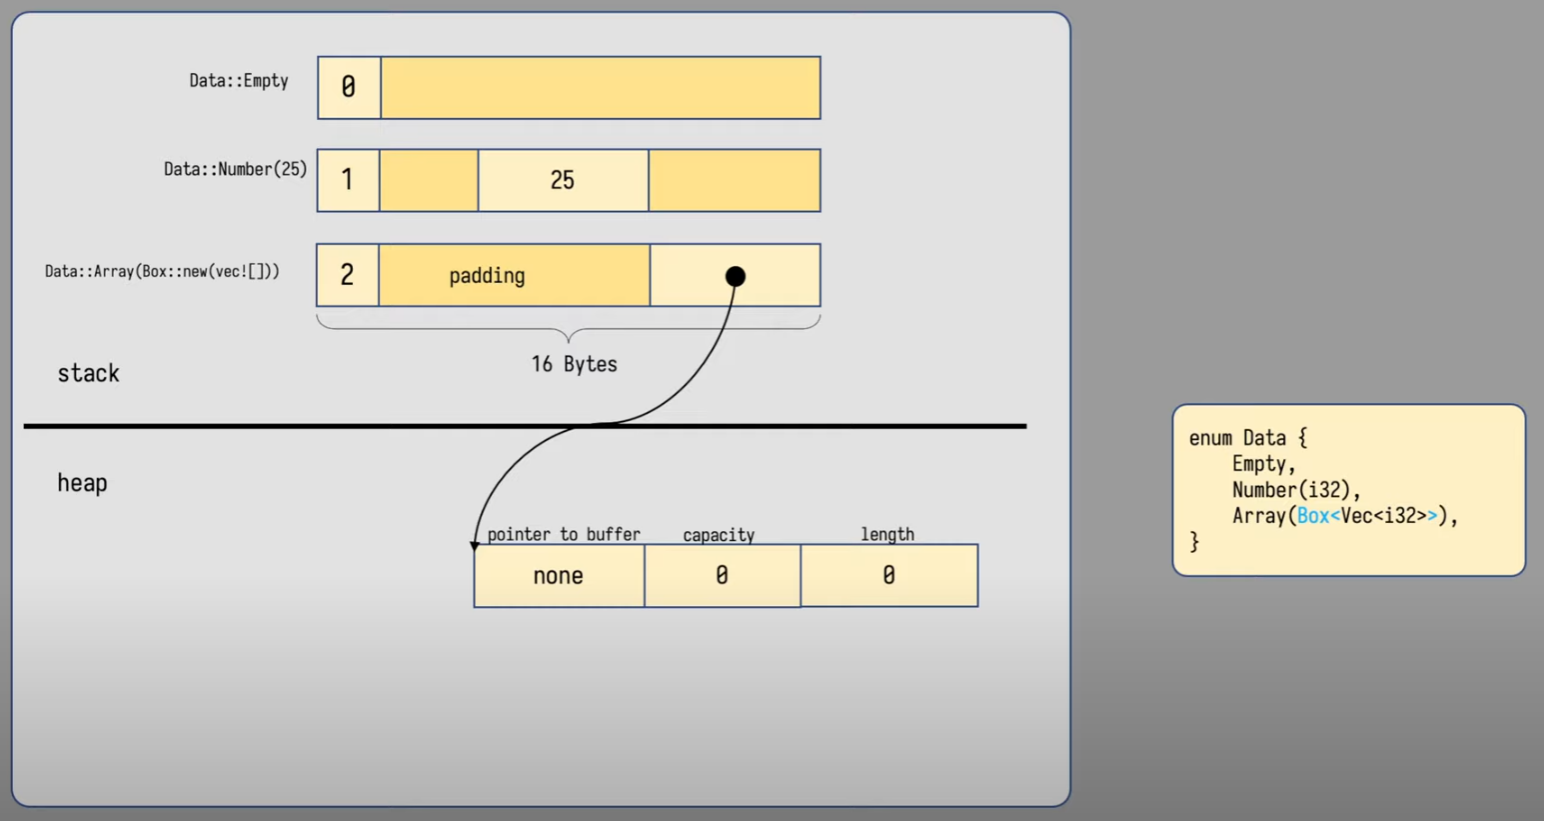 Data::Empty
0
Data::Number(25)
1
25
Data::Array(Box::new(vec![]))
2
padding
16 Bytes
stack
heap
pointer to buffer
capacity
length
none
0
0
enum Data {
    Empty,
    Number(i32),
    Array(Box<Vec<i32>>),
}